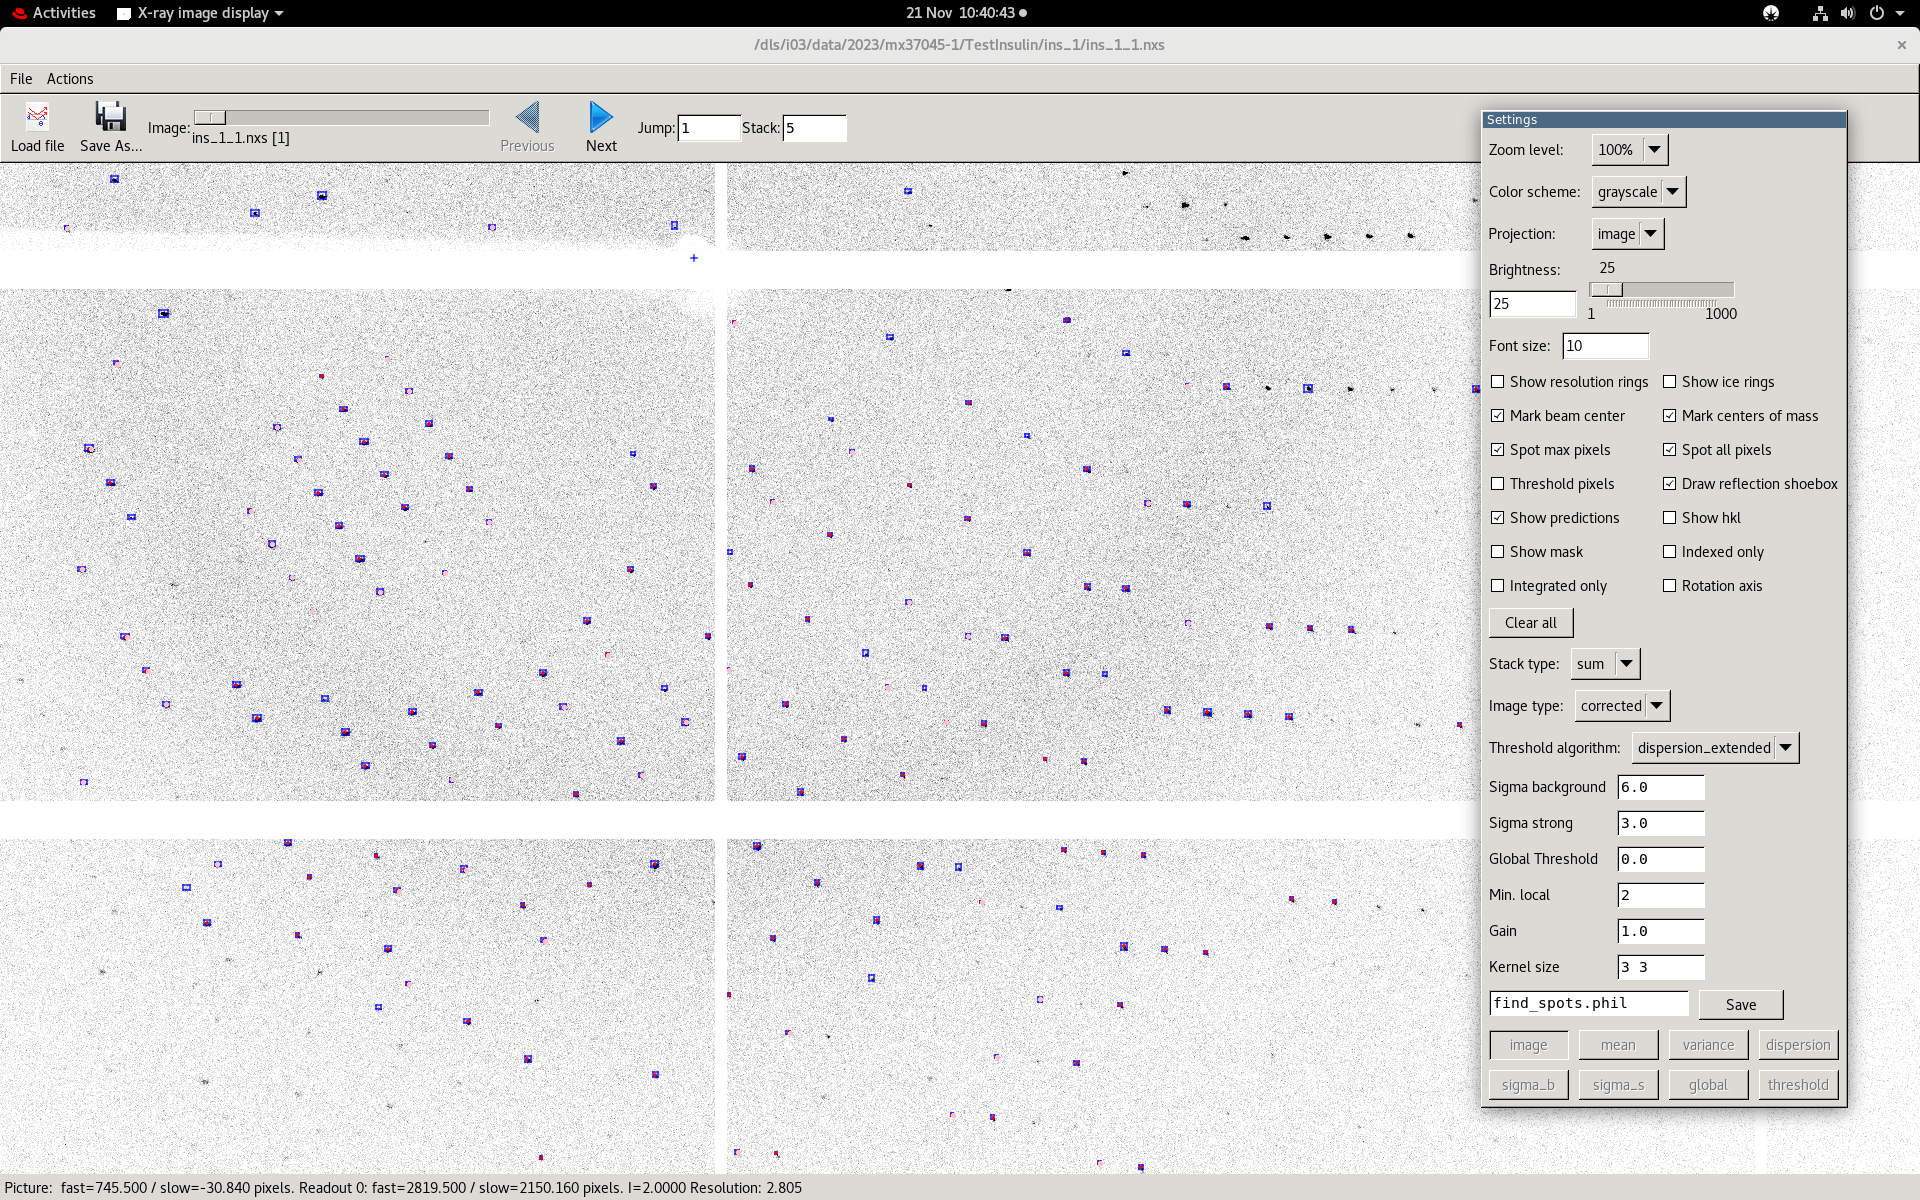 Activities X-ray image display 21 Nov 10:40:43
/dls/i03/data/2023/mx37045-1/TestInsulin/ins_1/ins_1_1.nxs ×
File Actions
Load file Save As... Image: ins_1_1.nxs [1] Previous Next Jump: 1 Stack: 5
Settings
Zoom level: 100%
Color scheme: grayscale
Projection: image
Brightness: 25
25
1 1000
Font size: 10
Show resolution rings Show ice rings
Mark beam center Mark centers of mass
Spot max pixels Spot all pixels
Threshold pixels Draw reflection shoebox
Show predictions Show hkl
Show mask Indexed only
Integrated only Rotation axis
Clear all
Stack type: sum
Image type: corrected
Threshold algorithm: dispersion_extended
Sigma background 6.0
Sigma strong 3.0
Global Threshold 0.0
Min. local 2
Gain 1.0
Kernel size 3 3
find_spots.phil Save
image mean variance dispersion
sigma_b sigma_s global threshold
Picture: fast=745.500 / slow=-30.840 pixels. Readout 0: fast=2819.500 / slow=2150.160 pixels. I=2.0000 Resolution: 2.805